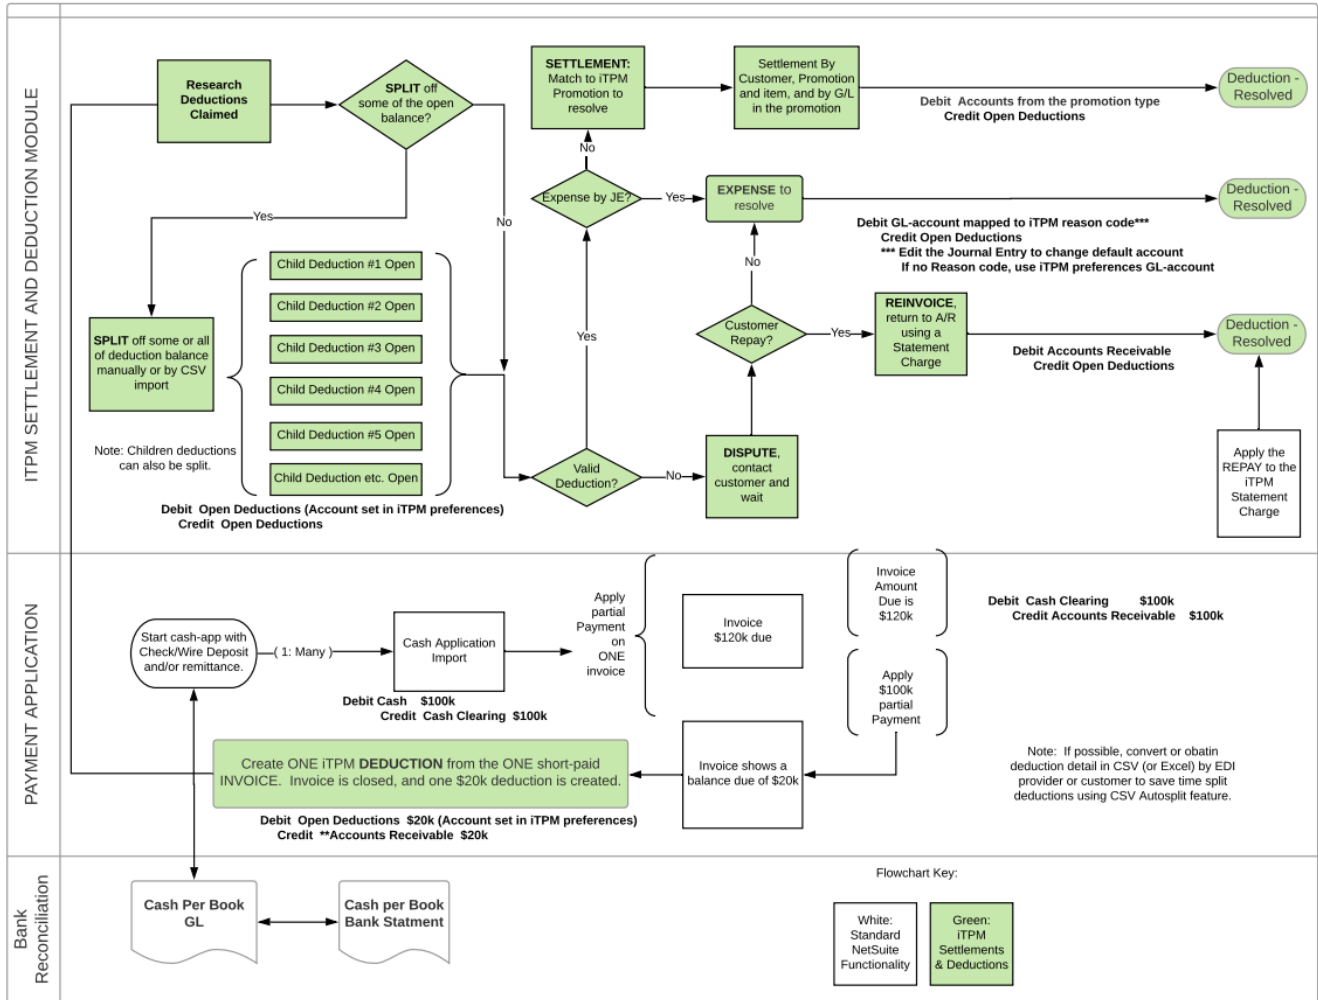 ITPM SETTLEMENT AND DEDUCTION MODULE
Research
Deductions
Claimed
SPLIT off
some of the open
balance?
Yes
No
SPLIT off some or all
of deduction balance
manually or by CSV
import
Note: Children deductions
can also be split.
Child Deduction #1 Open
Child Deduction #2 Open
Child Deduction #3 Open
Child Deduction #4 Open
Child Deduction #5 Open
Child Deduction etc. Open
Debit Open Deductions (Account set in iTPM preferences)
Credit Open Deductions
SETTLEMENT:
Match to iTPM
Promotion to
resolve
Settlement By
Customer, Promotion
and item, and by G/L
in the promotion
Debit Accounts from the promotion type
Credit Open Deductions
Deduction -
Resolved
No
Expense by JE?
Yes
EXPENSE to
resolve
Deduction -
Resolved
Debit GL-account mapped to iTPM reason code***
Credit Open Deductions
*** Edit the Journal Entry to change default account
If no Reason code, use iTPM preferences GL-account
No
Yes
Customer
Repay?
Yes
REINVOICE,
return to A/R
using a
Statement
Charge
Debit Accounts Receivable
Credit Open Deductions
Deduction -
Resolved
Valid
Deduction?
No
DISPUTE,
contact
customer and
wait
Apply the
REPAY to the
iTPM
Statement
Charge
PAYMENT APPLICATION
Start cash-app with
Check/Wire Deposit
and/or remittance.
( 1: Many )
Cash Application
Import
Debit Cash $100k
Credit Cash Clearing $100k
Apply
partial
Payment
on
ONE
invoice
Invoice
$120k due
Invoice
Amount
Due is
$120k
Debit Cash Clearing $100k
Credit Accounts Receivable $100k
Apply
$100k
partial
Payment
Invoice shows a
balance due of $20k
Create ONE iTPM DEDUCTION from the ONE short-paid
INVOICE. Invoice is closed, and one $20k deduction is created.
Debit Open Deductions $20k (Account set in iTPM preferences)
Credit **Accounts Receivable $20k
Note: If possible, convert or obatin
deduction detail in CSV (or Excel) by EDI
provider or customer to save time split
deductions using CSV Autosplit feature.
Bank
Reconciliation
Cash Per Book
GL
Cash per Book
Bank Statment
Flowchart Key:
White:
Standard
NetSuite
Functionality
Green:
iTPM
Settlements
& Deductions